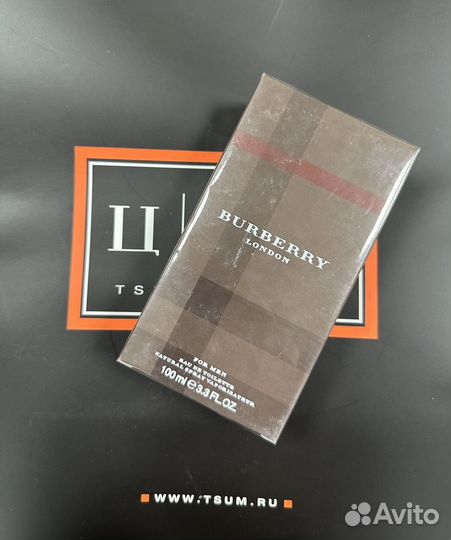 Ц
TS
BURBERRY
LONDON
FOR MEN
EAU DE TOILETTE
NATURAL SPRAY VAPORISATEUR
100 ml e 3.3 FL.OZ.
WWW.TSUM.RU
Avito